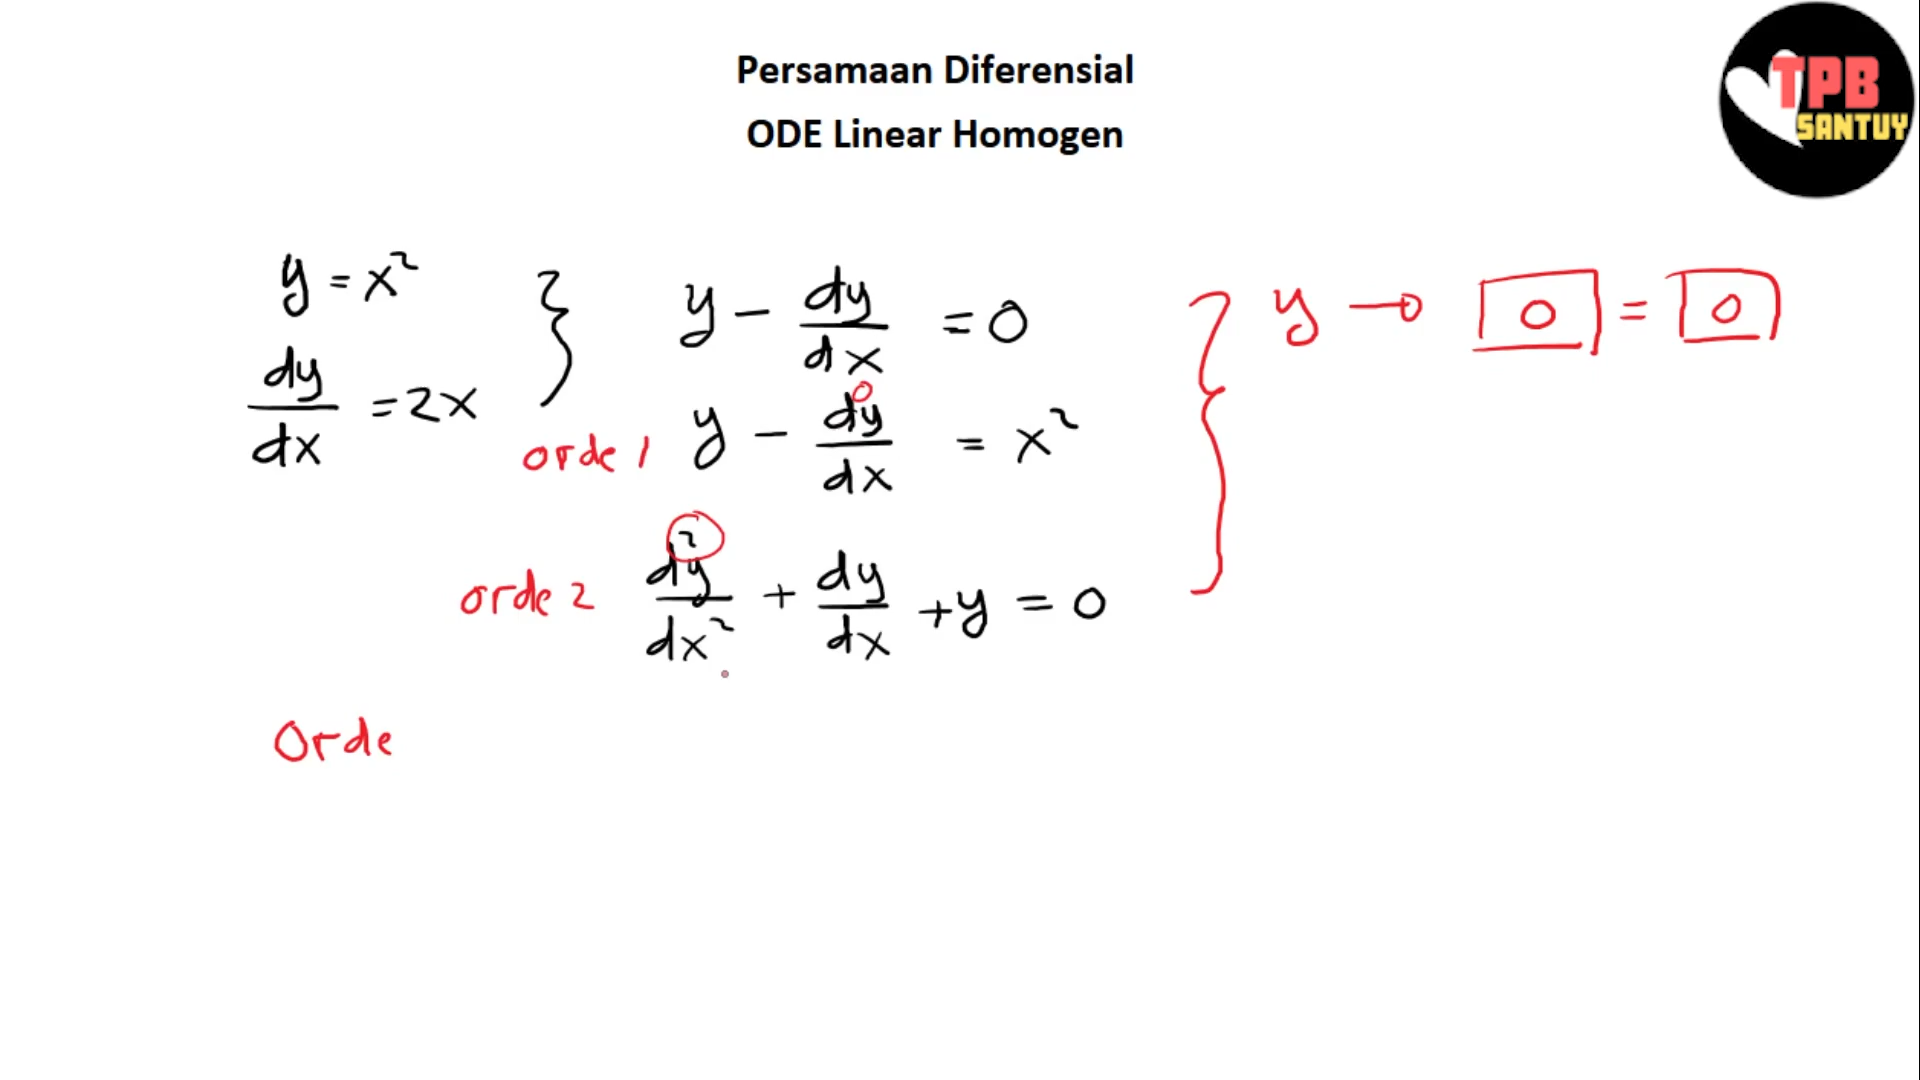 Persamaan Diferensial
ODE Linear Homogen
TPB
SANTUY
y = x²
dy/dx = 2x
y - dy/dx = 0
orde 1 y - dy/dx = x²
0
orde 2 d²y/dx² + dy/dx + y = 0
y → 0 = 0
Orde